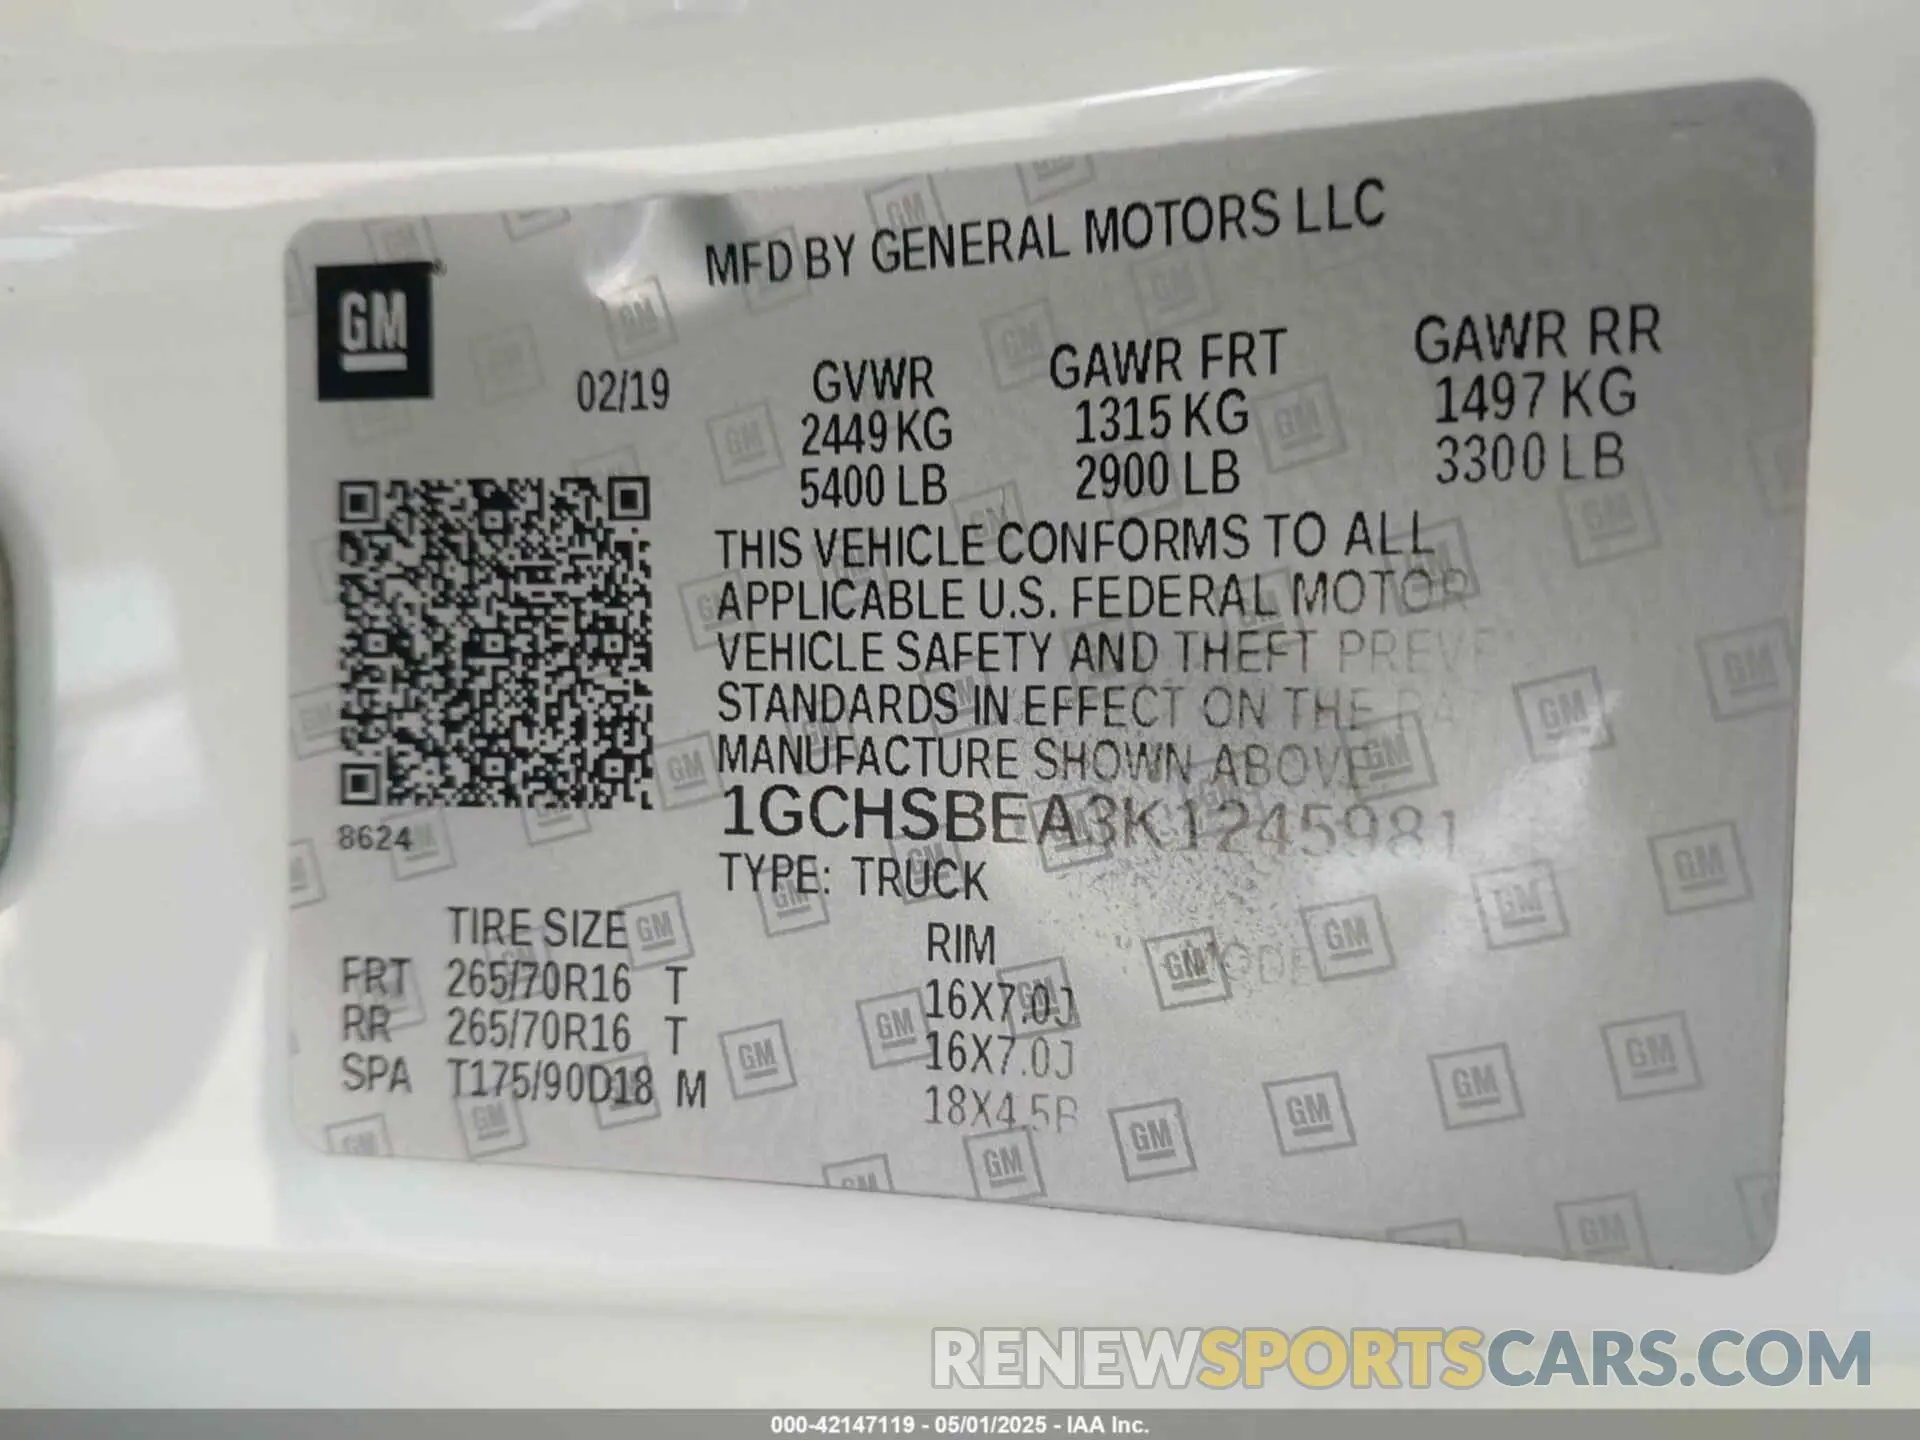 MFD BY GENERAL MOTORS LLC
GM
02/19
GVWR GAWR FRT GAWR RR
2449 KG 1315 KG 1497 KG
5400 LB 2900 LB 3300 LB
THIS VEHICLE CONFORMS TO ALL
APPLICABLE U.S. FEDERAL MOTOR
VEHICLE SAFETY AND THEFT
STANDARDS IN EFFECT ON THE
MANUFACTURE SHOWN ABOVE
1GCHSBEA3K1245981
8624
TYPE: TRUCK
TIRE SIZE RIM
FRT 265/70R16 T 16X7.0J
RR 265/70R16 T 16X7.0J
SPA T175/90D18 M 18X4.5B
RENEWSPORTSCARS.COM
000-42147119 - 05/01/2025 - IAA Inc.